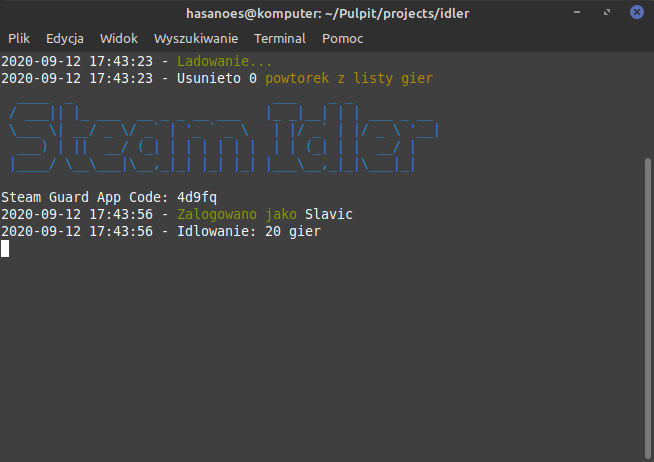 hasanoes@komputer: ~/Pulpit/projects/idler
Plik Edycja Widok Wyszukiwanie Terminal Pomoc
2020-09-12 17:43:23 - Ladowanie...
2020-09-12 17:43:23 - Usunieto 0 powtorek z listy gier
Steam Idler
Steam Guard App Code: 4d9fq
2020-09-12 17:43:56 - Zalogowano jako Slavic
2020-09-12 17:43:56 - Idlowanie: 20 gier